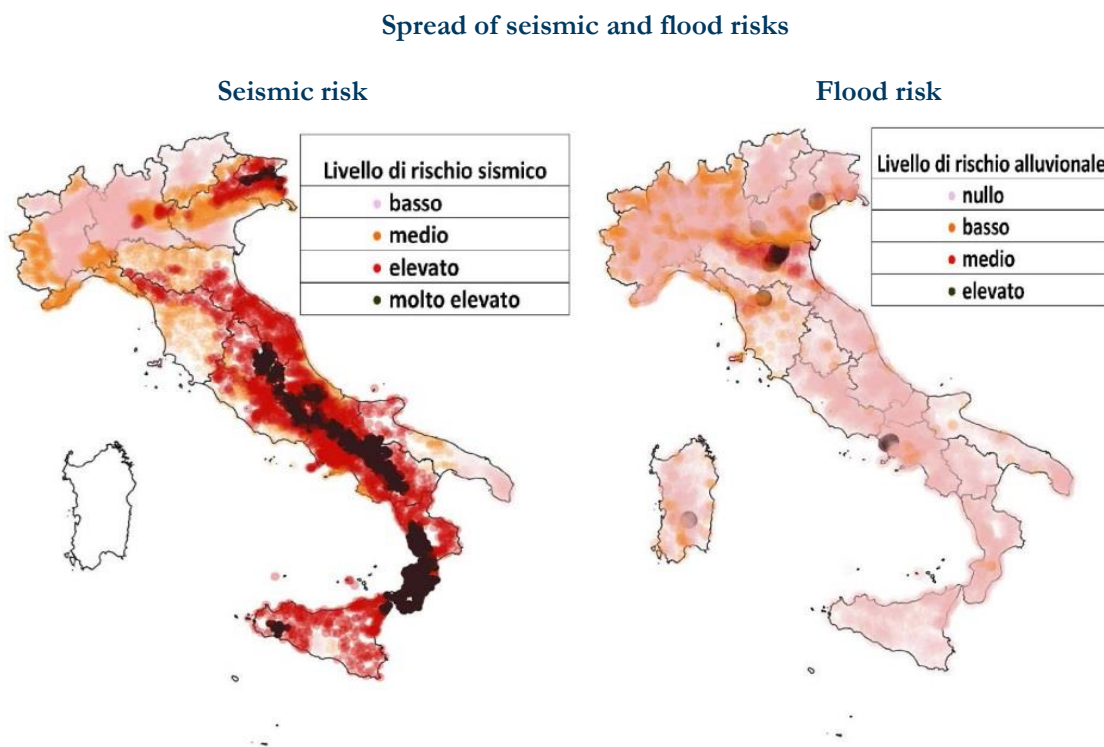 Spread of seismic and flood risks
Seismic risk
Flood risk
Livello di rischio sismico
basso
medio
elevato
molto elevato
Livello di rischio alluvionale
nullo
basso
medio
elevato